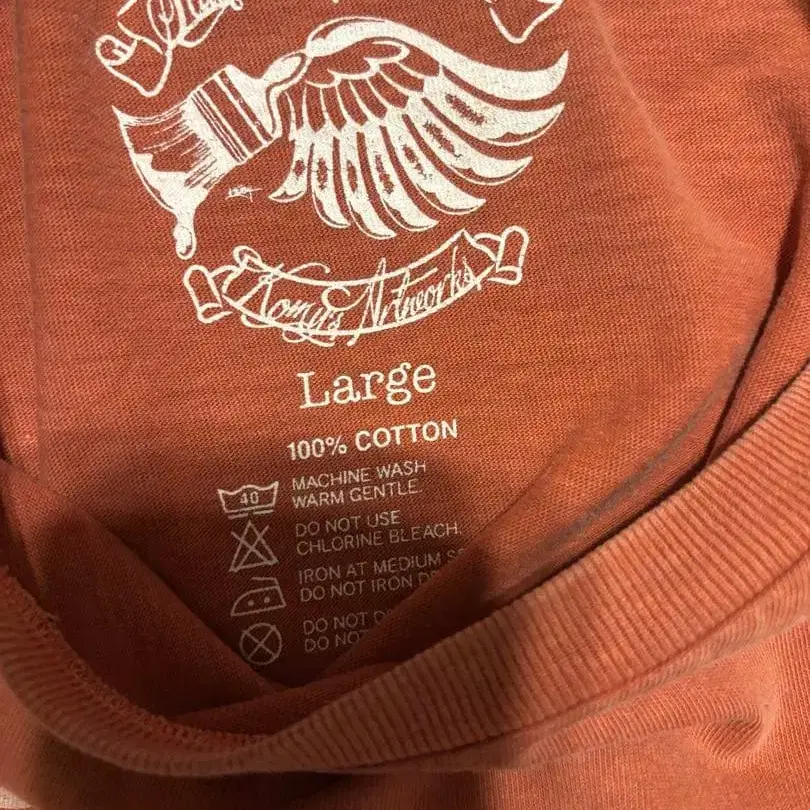 Artworks
Large
100% COTTON
40
MACHINE WASH
WARM GENTLE.
DO NOT USE
CHLORINE BLEACH.
IRON AT MEDIUM
DO NOT IRON
DO NOT
DO NOT